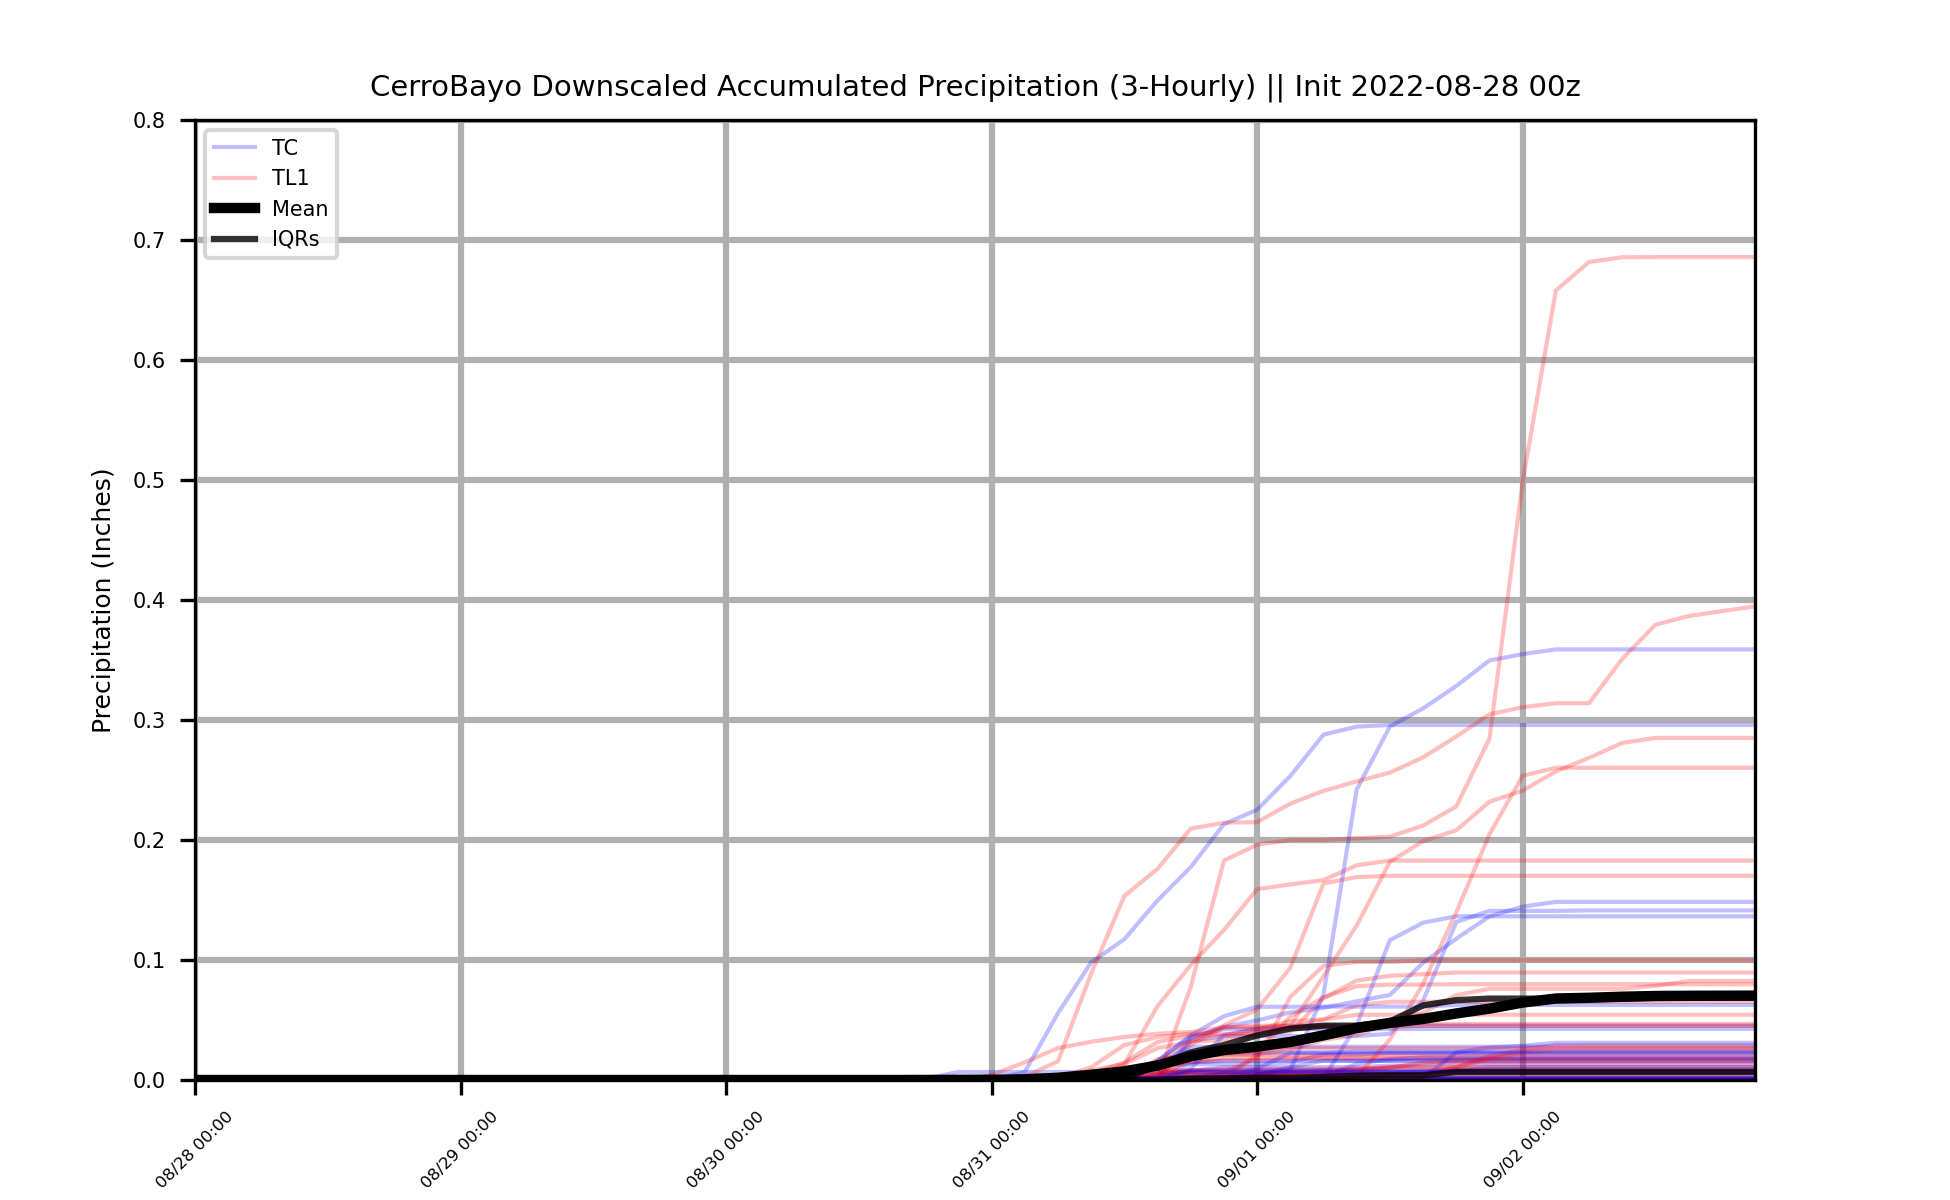 CerroBayo Downscaled Accumulated Precipitation (3-Hourly) || Init 2022-08-28 00z
TC
TL1
Mean
IQRs
Precipitation (Inches)
0.8
0.7
0.6
0.5
0.4
0.3
0.2
0.1
0.0
08/28 00:00
08/29 00:00
08/30 00:00
08/31 00:00
09/01 00:00
09/02 00:00